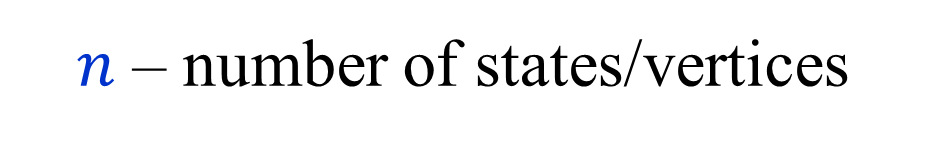 n – number of states/vertices